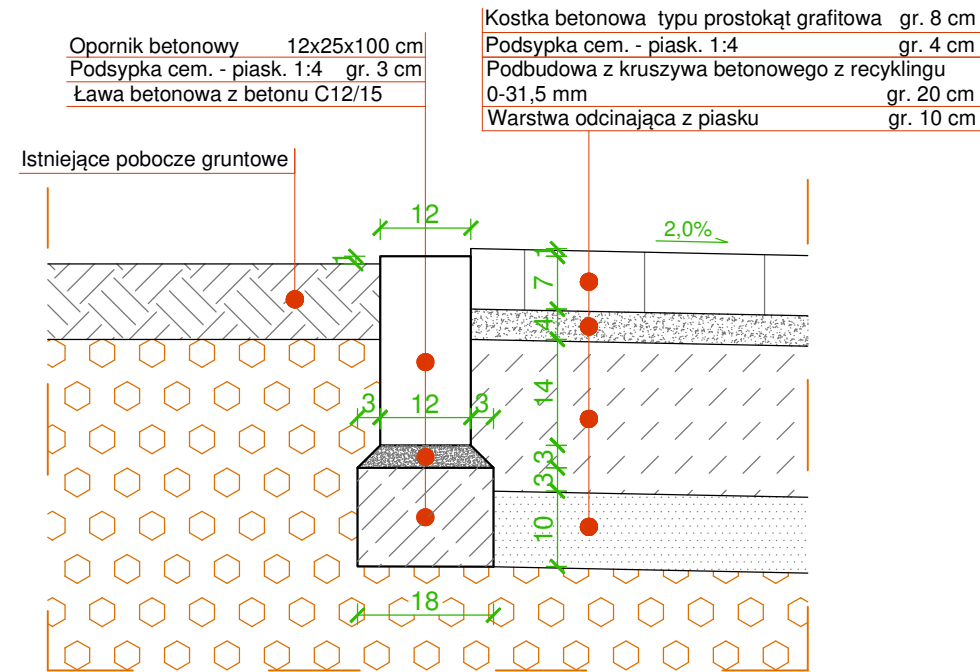 Opornik betonowy 12x25x100 cm
Podsypka cem. - piask. 1:4 gr. 3 cm
Ława betonowa z betonu C12/15
Istniejące pobocze gruntowe
Kostka betonowa typu prostokąt grafitowa gr. 8 cm
Podsypka cem. - piask. 1:4 gr. 4 cm
Podbudowa z kruszywa betonowego z recyklingu
0-31,5 mm gr. 20 cm
Warstwa odcinająca z piasku gr. 10 cm
12
2,0%
1
1
7
4
14
3 12 3
3
3
10
18